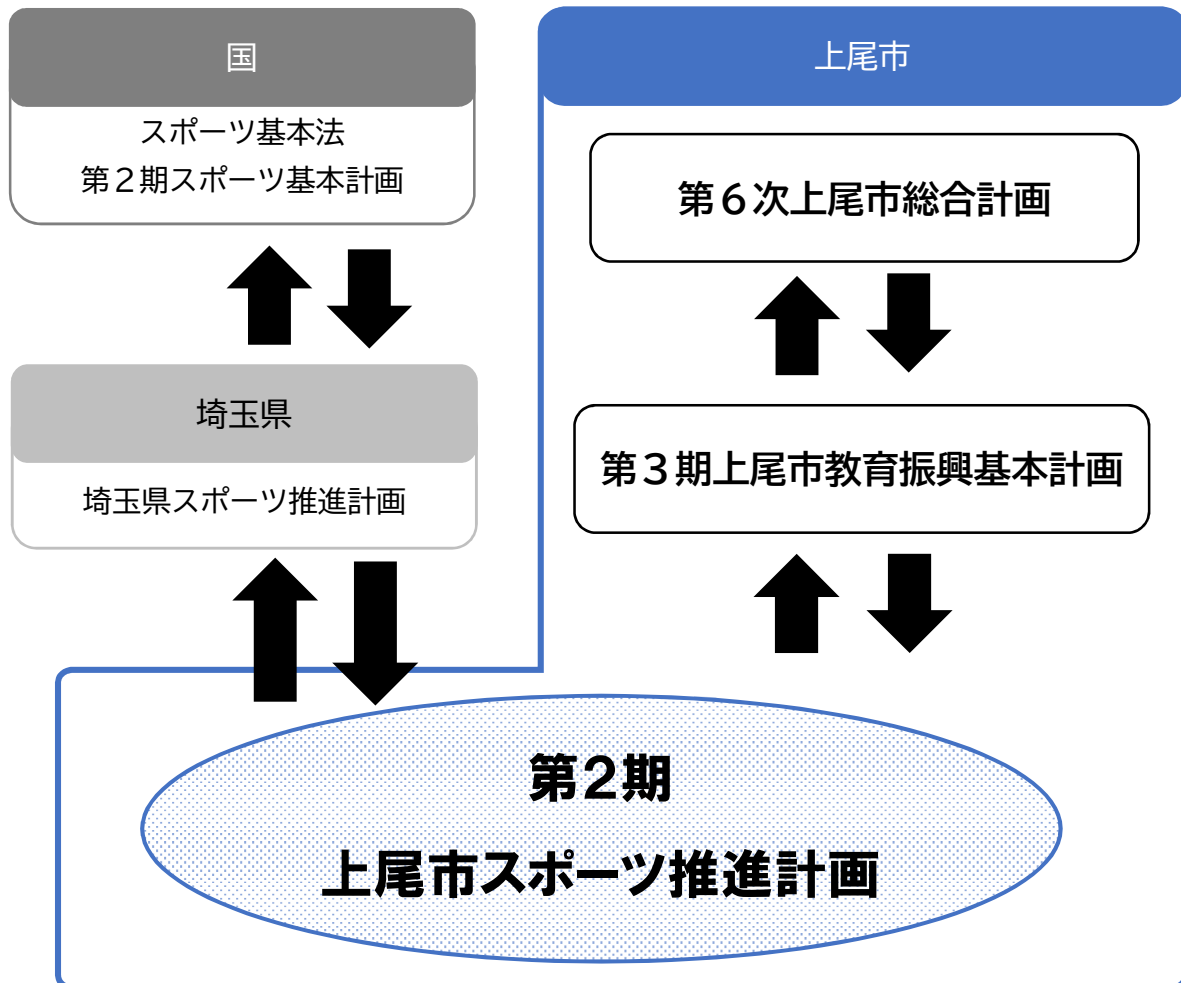 国
スポーツ基本法
第２期スポーツ基本計画
埼玉県
埼玉県スポーツ推進計画
上尾市
第６次上尾市総合計画
第３期上尾市教育振興基本計画
第２期
上尾市スポーツ推進計画